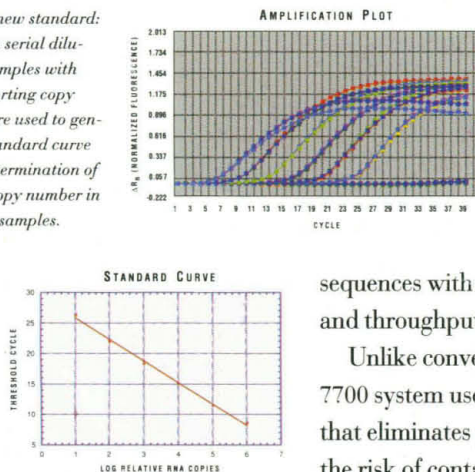 new standard:
serial dilu-
mples with
rting copy
re used to gen-
andard curve
termination of
opy number in
samples.
AMPLIFICATION PLOT
ΔRn (NORMALIZED FLUORESCENCE)
2.013
1.734
1.454
1.175
0.896
0.616
0.337
0.057
-0.222
1 3 5 7 9 11 13 15 17 19 21 23 25 27 29 31 33 35 37 39
CYCLE
STANDARD CURVE
THRESHOLD CYCLE
30
25
20
15
10
5
0 1 2 3 4 5 6 7
LOG RELATIVE RNA COPIES
sequences with
and throughpu
Unlike conve
7700 system use
that eliminates
the risk of conta